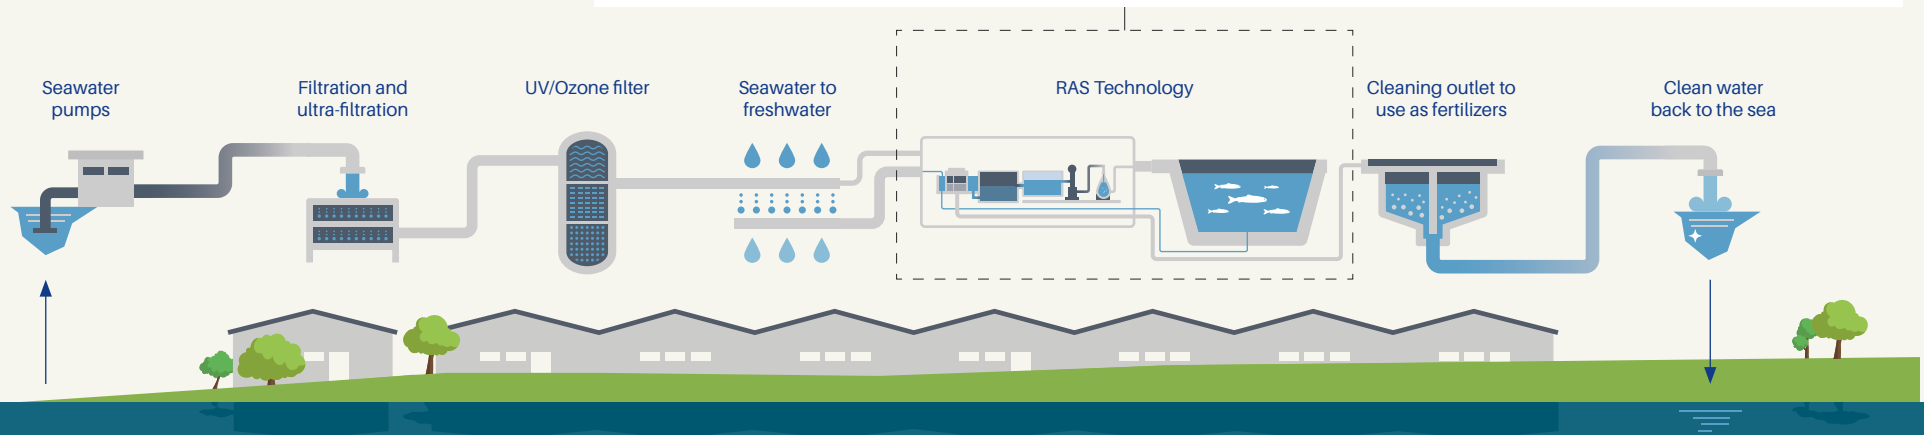 Seawater
pumps
Filtration and
ultra-filtration
UV/Ozone filter
Seawater to
freshwater
RAS Technology
Cleaning outlet to
use as fertilizers
Clean water
back to the sea